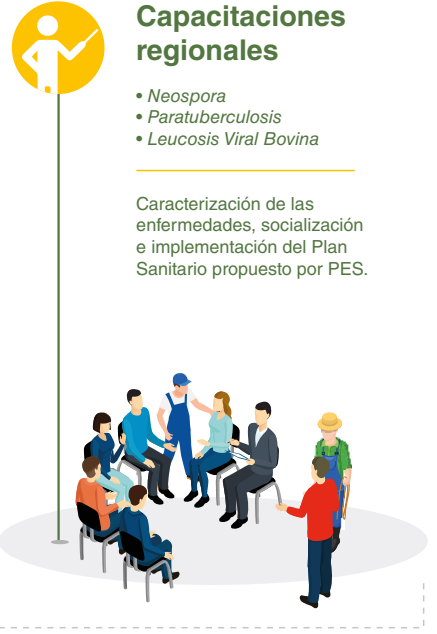 Capacitaciones
regionales
• Neospora
• Paratuberculosis
• Leucosis Viral Bovina
Caracterización de las
enfermedades, socialización
e implementación del Plan
Sanitario propuesto por PES.